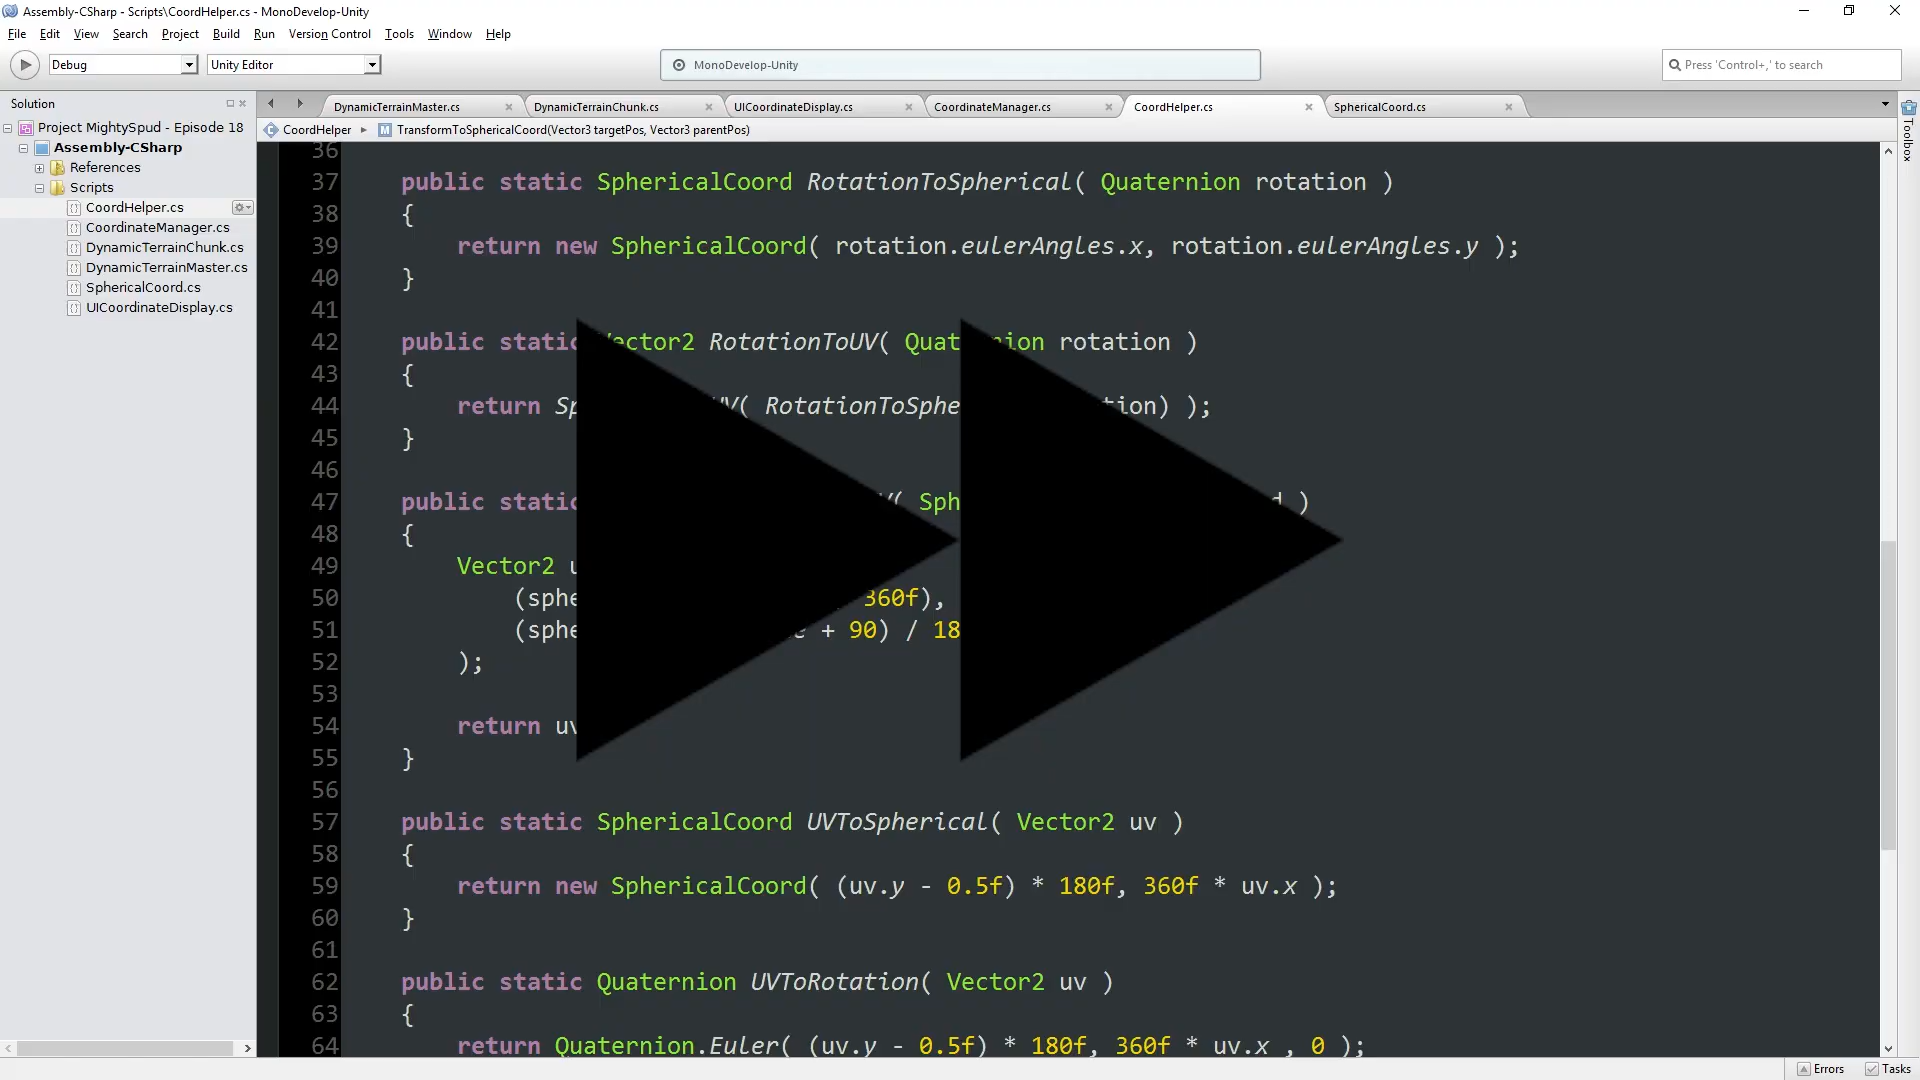 Assembly-CSharp - Scripts\CoordHelper.cs - MonoDevelop-Unity
File Edit View Search Project Build Run Version Control Tools Window Help
Debug Unity Editor MonoDevelop-Unity Press 'Control+,' to search
Solution
Project MightySpud - Episode 18
Assembly-CSharp
References
Scripts
CoordHelper.cs
CoordinateManager.cs
DynamicTerrainChunk.cs
DynamicTerrainMaster.cs
SphericalCoord.cs
UICoordinateDisplay.cs
DynamicTerrainMaster.cs DynamicTerrainChunk.cs UICoordinateDisplay.cs CoordinateManager.cs CoordHelper.cs SphericalCoord.cs
CoordHelper TransformToSphericalCoord(Vector3 targetPos, Vector3 parentPos)
36
37 public static SphericalCoord RotationToSpherical( Quaternion rotation )
38 {
39 return new SphericalCoord( rotation.eulerAngles.x, rotation.eulerAngles.y );
40 }
41
42 public static Vector2 RotationToUV( Quat ion rotation )
43 {
44 return Sp V( RotationToSphe tion) );
45 }
46
47 public static ( Sph d )
48 {
49 Vector2 u
50 (sphe 360f),
51 (sphe + 90) / 18
52 );
53
54 return uv
55 }
56
57 public static SphericalCoord UVToSpherical( Vector2 uv )
58 {
59 return new SphericalCoord( (uv.y - 0.5f) * 180f, 360f * uv.x );
60 }
61
62 public static Quaternion UVToRotation( Vector2 uv )
63 {
64 return Quaternion.Euler( (uv.y - 0.5f) * 180f, 360f * uv.x , 0 );
Toolbox
Errors Tasks